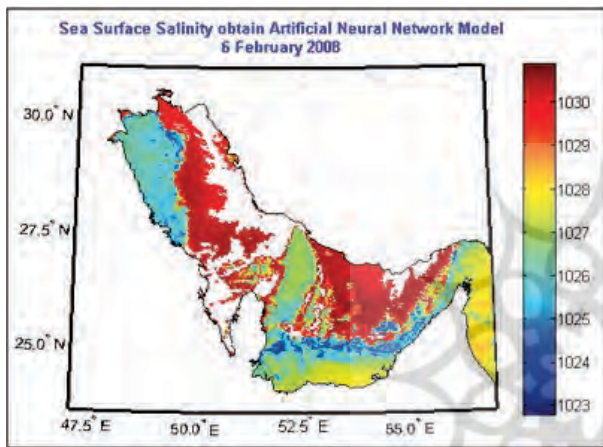 Sea Surface Salinity obtain Artificial Neural Network Model
6 February 2008
30.0° N
27.5° N
25.0° N
47.5° E
50.0° E
52.5° E
55.0° E
1030
1029
1028
1027
1026
1025
1024
1023